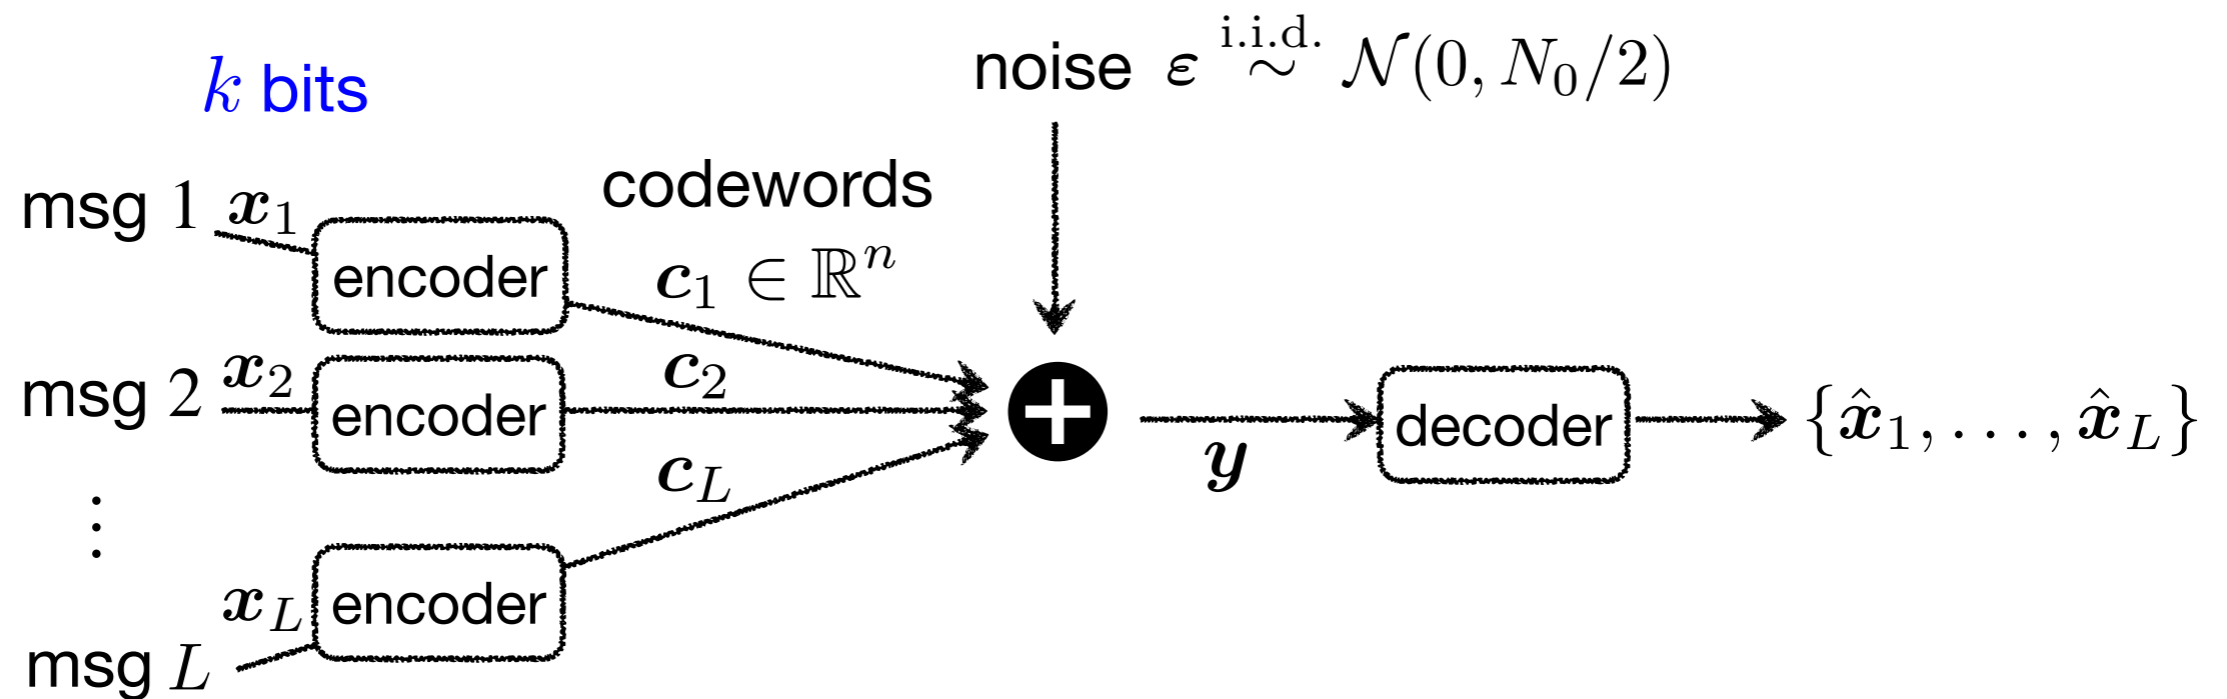 k bits
noise ε i.i.d. ∼ 𝒩(0, N₀/2)
codewords
msg 1 x₁
encoder
c₁ ∈ ℝⁿ
msg 2 x₂
encoder
c₂
+
y
decoder
{x̂₁, . . . , x̂_L}
c_L
⋮
x_L
encoder
msg L